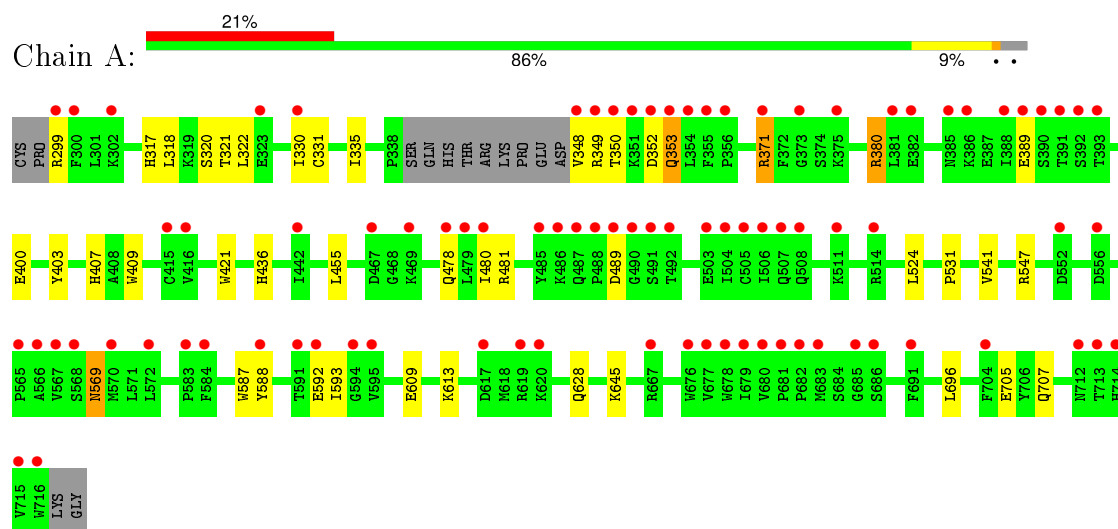 21%
Chain A:
86%
9%
CYS PRO R299 F300 L301 K302 H317 L318 K319 S320 T321 L322 E323 I330 C331 I335 P338 SER GLN HIS THR ARG LYS PRO GLU ASP V348 R349 T350 K351 D352 Q353 L354 F355 P356 R371 F372 G373 S374 K375 R380 L381 E382 N385 K386 E387 I388 E389 S390 T391 S392 T393
E400 Y403 H407 A408 W409 C415 V416 W421 H436 I442 L455 D467 G468 K469 Q478 L479 I480 R481 Y485 K486 Q487 P488 D489 G490 S491 T492 E503 I504 C505 I506 Q507 Q508 K511 R514 L524 P531 V541 R547 D552 D556
P565 A566 V567 S568 N569 M570 L571 L572 P583 F584 W587 Y588 T591 E592 I593 G594 V595 E609 K613 D617 M618 R619 K620 Q628 K645 R667 W676 V677 W678 I679 V680 P681 P682 M683 S684 G685 S686 F691 L696 F704 E705 Y706 Q707 N712 T713 H714
V715 W716 LYS GLY